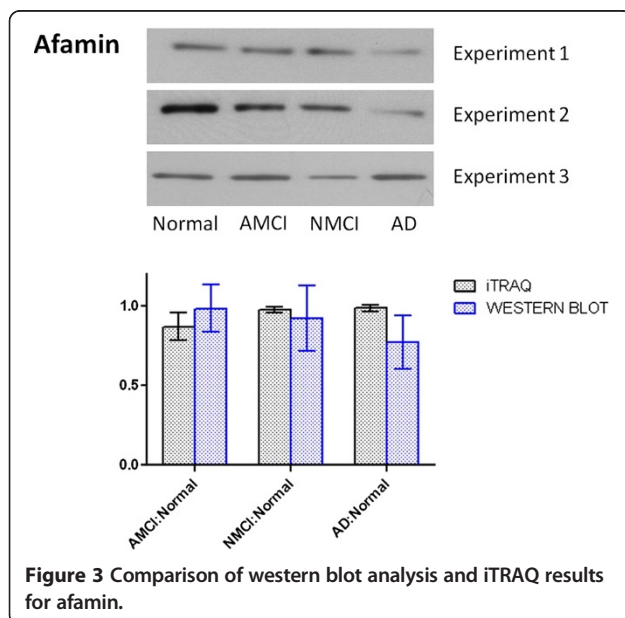 Afamin
Experiment 1
Experiment 2
Experiment 3
Normal AMCI NMCI AD
1.0
0.5
0.0
iTRAQ
WESTERN BLOT
AMCI:Normal
NMCI:Normal
AD:Normal
Figure 3 Comparison of western blot analysis and iTRAQ results
for afamin.